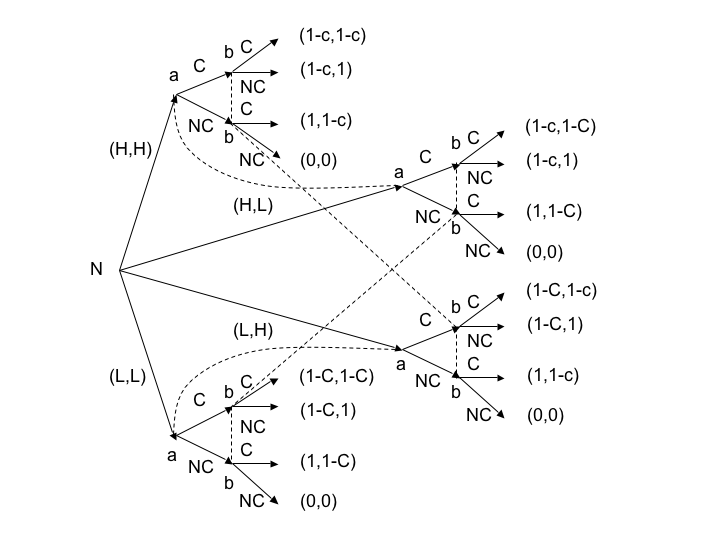 N
(H,H)
a
C
NC
b
C
(1-c,1-c)
NC
(1-c,1)
b
C
(1,1-c)
NC
(0,0)
(H,L)
a
C
NC
b
C
(1-c,1-C)
NC
(1-c,1)
b
C
(1,1-C)
NC
(0,0)
(L,H)
a
C
NC
b
C
(1-C,1-c)
NC
(1-C,1)
b
C
(1,1-c)
NC
(0,0)
(L,L)
a
C
NC
b
C
(1-C,1-C)
NC
(1-C,1)
b
C
(1,1-C)
NC
(0,0)